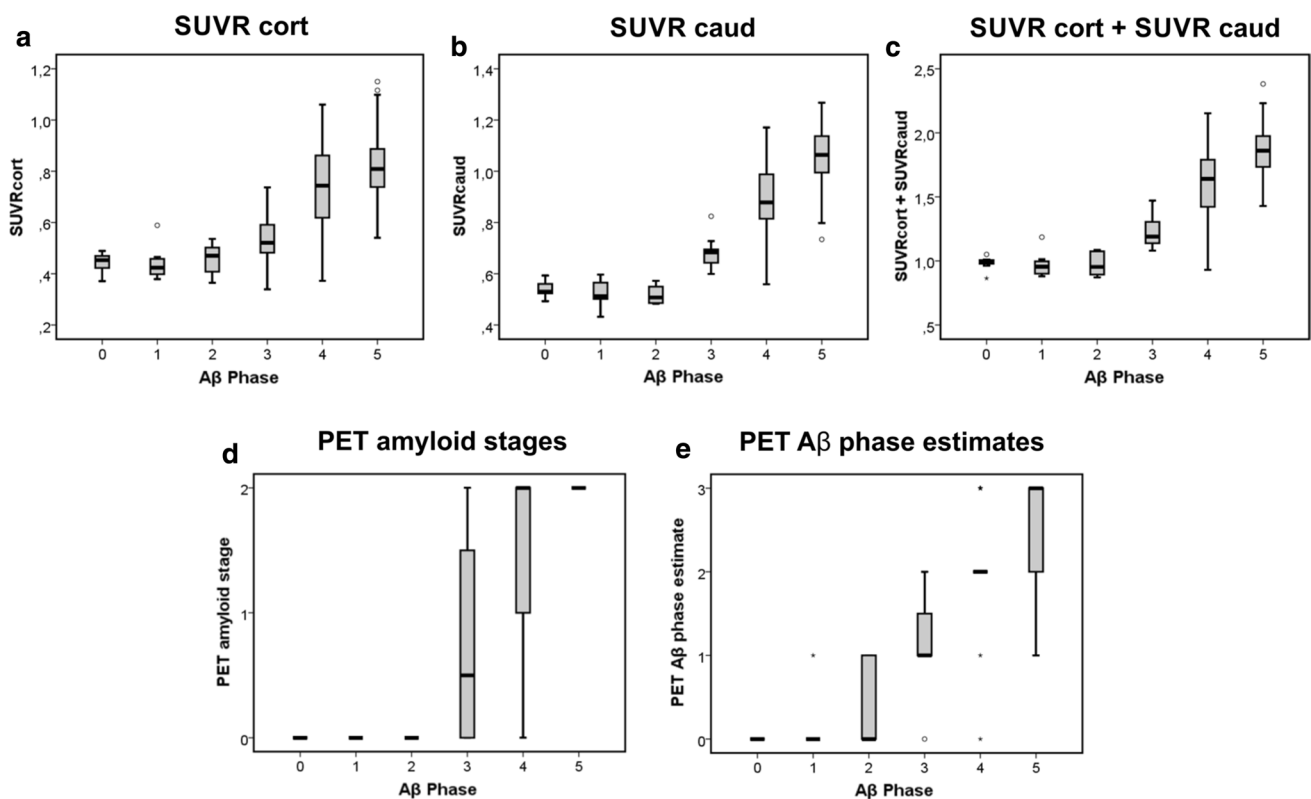 a
SUVR cort
1,2
1,0
,8
,6
,4
,2
SUVRcort
0 1 2 3 4 5
Aβ Phase
b
SUVR caud
1,4
1,2
1,0
,8
,6
,4
SUVRcaud
0 1 2 3 4 5
Aβ Phase
c
SUVR cort + SUVR caud
2,5
2,0
1,5
1,0
,5
SUVRcort + SUVRcaud
0 1 2 3 4 5
Aβ Phase
d
PET amyloid stages
2
1
0
PET amyloid stage
0 1 2 3 4 5
Aβ Phase
e
PET Aβ phase estimates
3
2
1
0
PET Aβ phase estimate
0 1 2 3 4 5
Aβ Phase